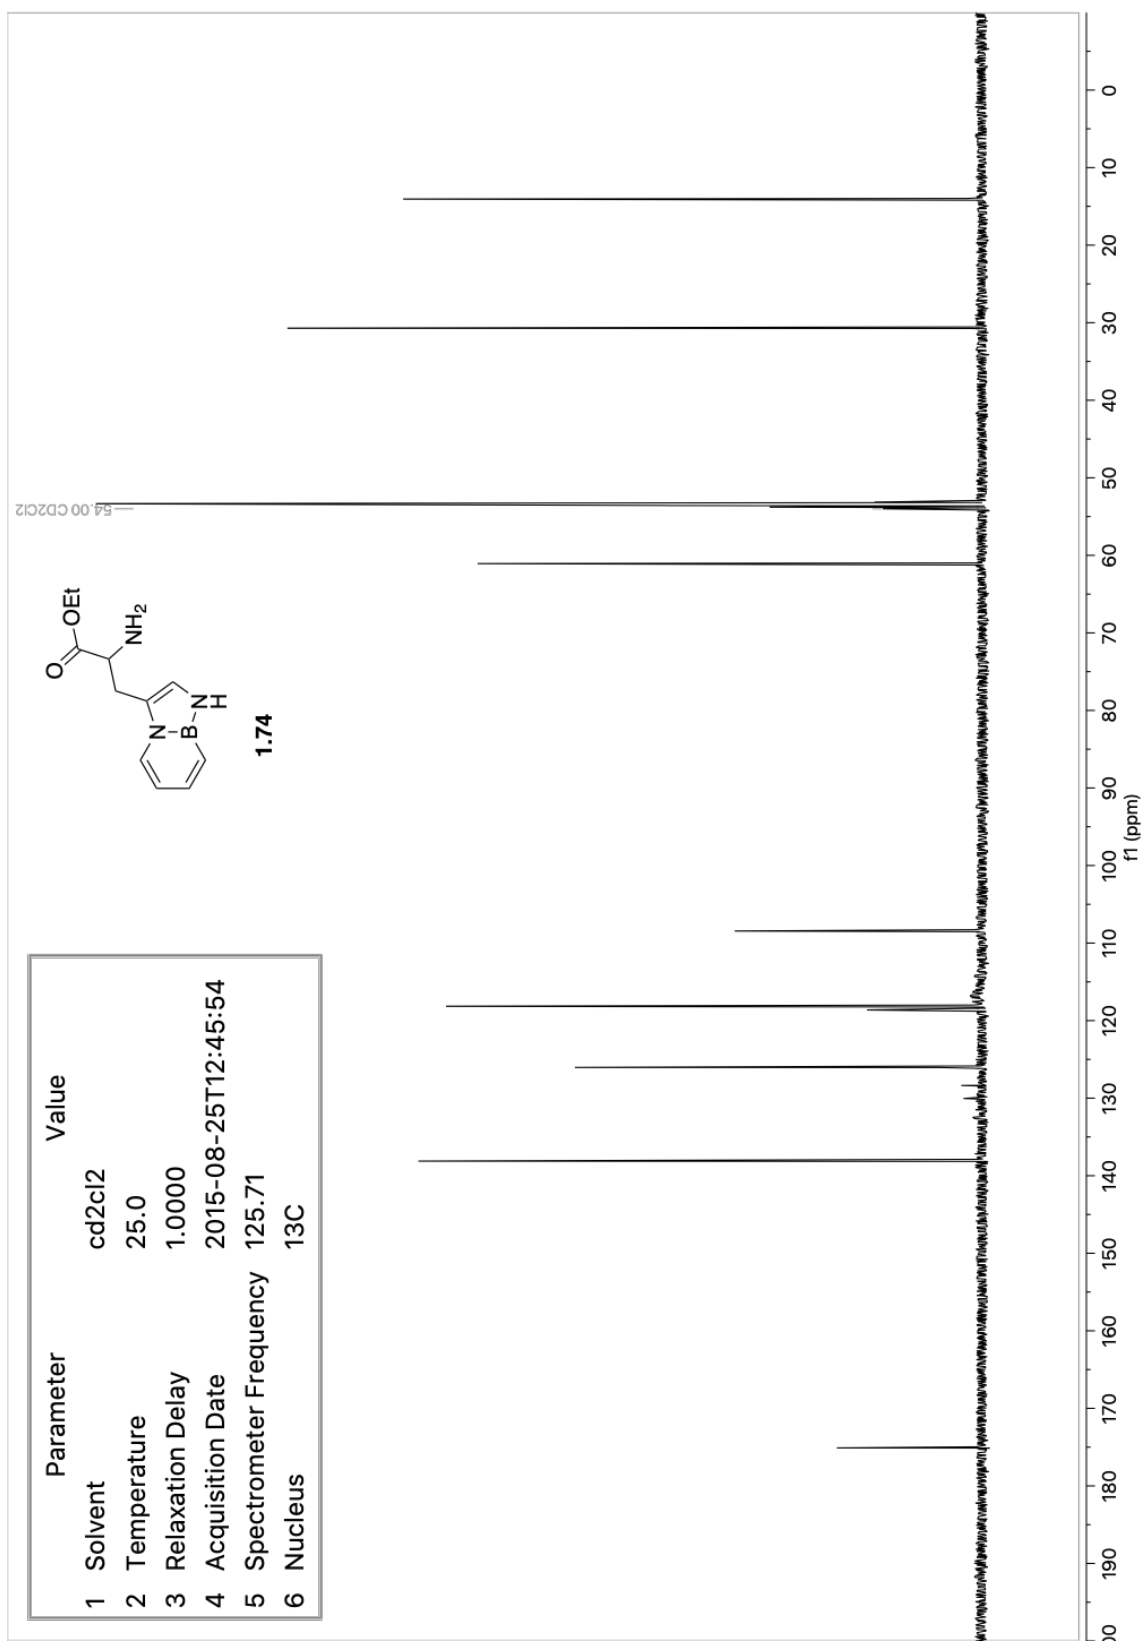 Parameter Value
1 Solvent cd2cl2
2 Temperature 25.0
3 Relaxation Delay 1.0000
4 Acquisition Date 2015-08-25T12:45:54
5 Spectrometer Frequency 125.71
6 Nucleus 13C
54.00 CD2Cl2
O
OEt
NH2
N
B
N
H
1.74
00 190 180 170 160 150 140 130 120 110 100 90 80 70 60 50 40 30 20 10 0
f1 (ppm)